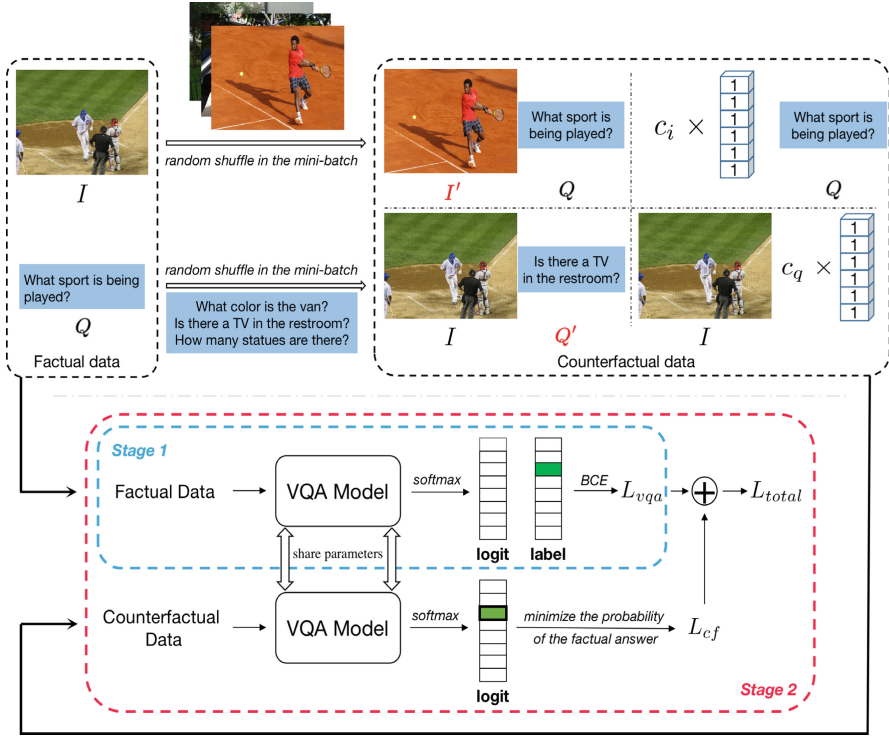 I
What sport is being
played?
Q
Factual data
random shuffle in the mini-batch
random shuffle in the mini-batch
What color is the van?
Is there a TV in the restroom?
How many statues are there?
I′
What sport is
being played?
Q
c_i ×
1
1
1
1
1
1
What sport is
being played?
Q
I
Is there a TV
in the restroom?
Q′
I
c_q ×
1
1
1
1
1
1
Counterfactual data
Stage 1
Factual Data
VQA Model
softmax
logit
label
BCE
L_vqa
+
L_total
share parameters
Counterfactual
Data
VQA Model
softmax
logit
minimize the probability
of the factual answer
L_cf
Stage 2